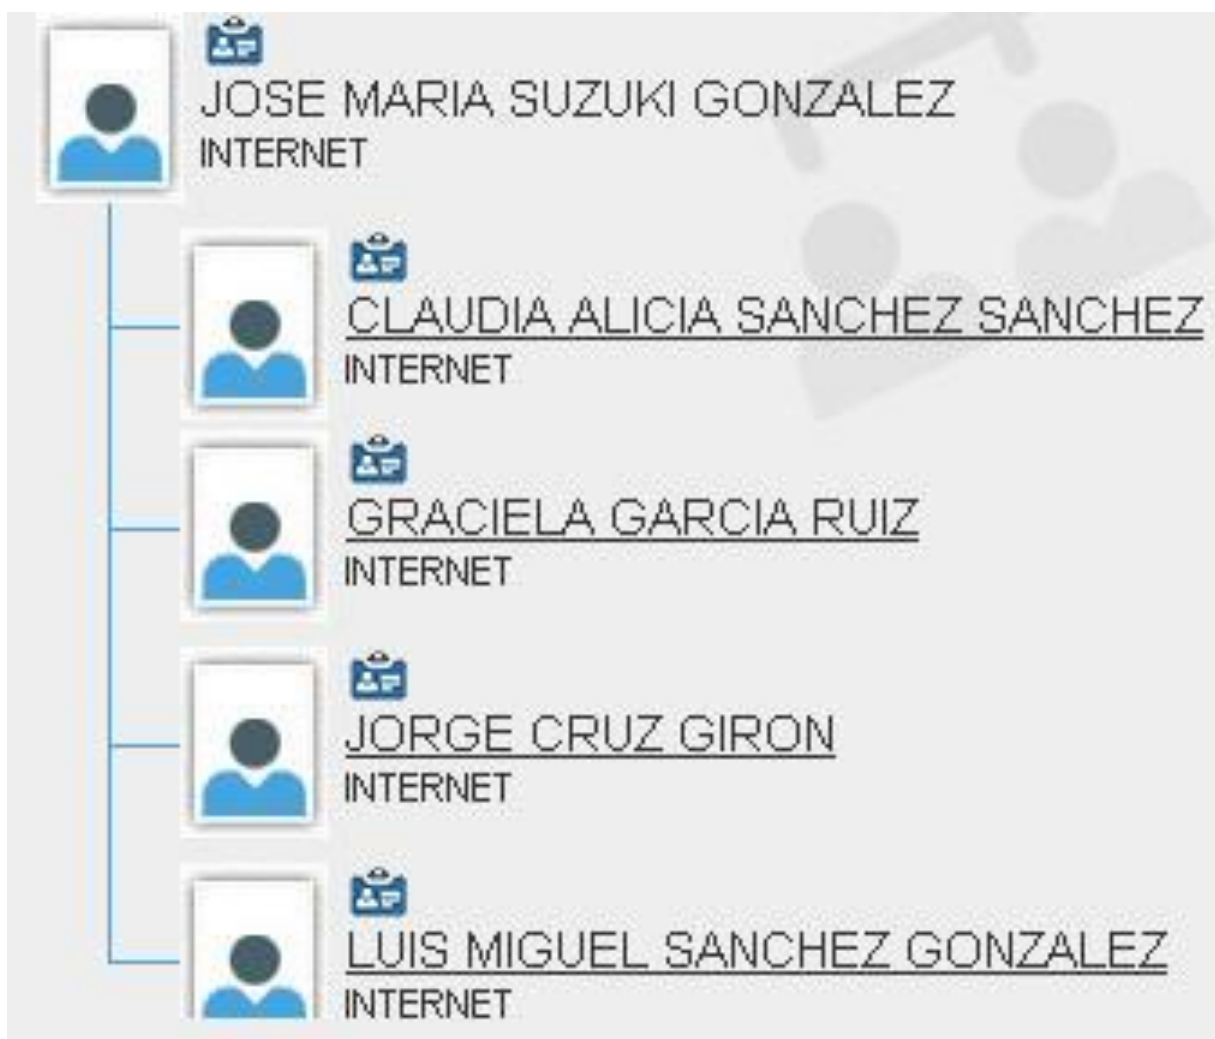 JOSE MARIA SUZUKI GONZALEZ
INTERNET
CLAUDIA ALICIA SANCHEZ SANCHEZ
INTERNET
GRACIELA GARCIA RUIZ
INTERNET
JORGE CRUZ GIRON
INTERNET
LUIS MIGUEL SANCHEZ GONZALEZ
INTERNET